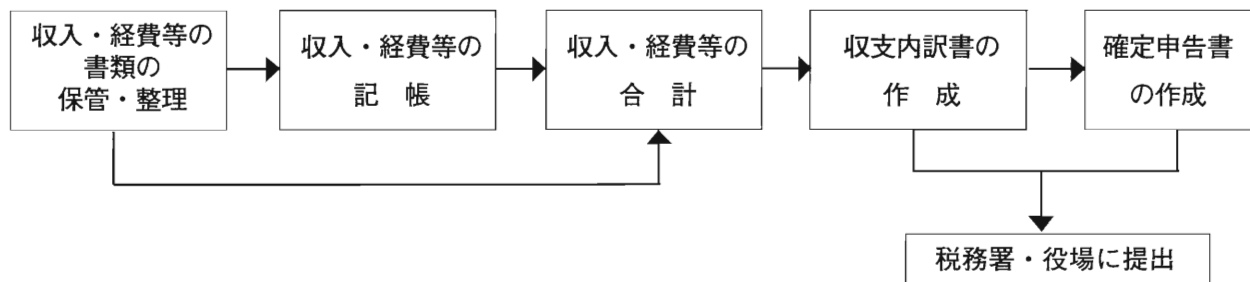 収入・経費等の
書類の
保管・整理
収入・経費等の
記　帳
収入・経費等の
合　計
収支内訳書の
作　成
確定申告書
の作成
税務署・役場に提出